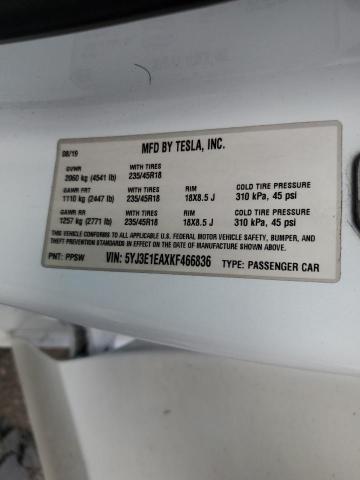 08/19 MFD BY TESLA, INC.
GVWR WITH TIRES
2060 kg (4541 lb) 235/45R18
GAWR FRT WITH TIRES RIM COLD TIRE PRESSURE
1110 kg (2447 lb) 235/45R18 18X8.5 J 310 kPa, 45 psi
GAWR RR WITH TIRES RIM COLD TIRE PRESSURE
1257 kg (2771 lb) 235/45R18 18X8.5 J 310 kPa, 45 psi
THIS VEHICLE CONFORMS TO ALL APPLICABLE
U.S. FEDERAL MOTOR VEHICLE SAFETY, BUMPER, AND
THEFT PREVENTION STANDARDS IN EFFECT ON THE DATE OF
MANUFACTURE SHOWN ABOVE.
PNT: PPSW VIN: 5YJ3E1EAXKF466836 TYPE: PASSENGER CAR